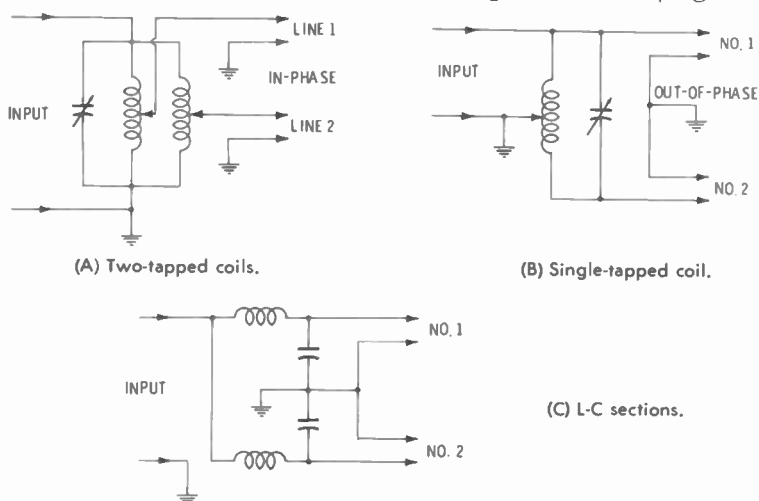 LINE 1
IN-PHASE
INPUT
LINE 2
(A) Two-tapped coils.
NO. 1
INPUT
OUT-OF-PHASE
NO. 2
(B) Single-tapped coil.
NO. 1
INPUT
(C) L-C sections.
NO. 2